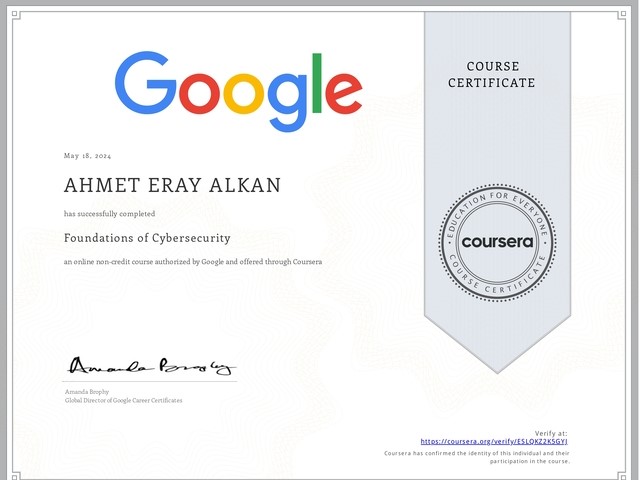 Google
COURSE
CERTIFICATE
May 18, 2024
AHMET ERAY ALKAN
has successfully completed
Foundations of Cybersecurity
an online non-credit course authorized by Google and offered through Coursera
EDUCATION FOR EVERYONE
coursera
COURSE CERTIFICATE
Amanda Brophy
Amanda Brophy
Global Director of Google Career Certificates
Verify at:
https://coursera.org/verify/E5LQKZ2K5GYJ
Coursera has confirmed the identity of this individual and their
participation in the course.